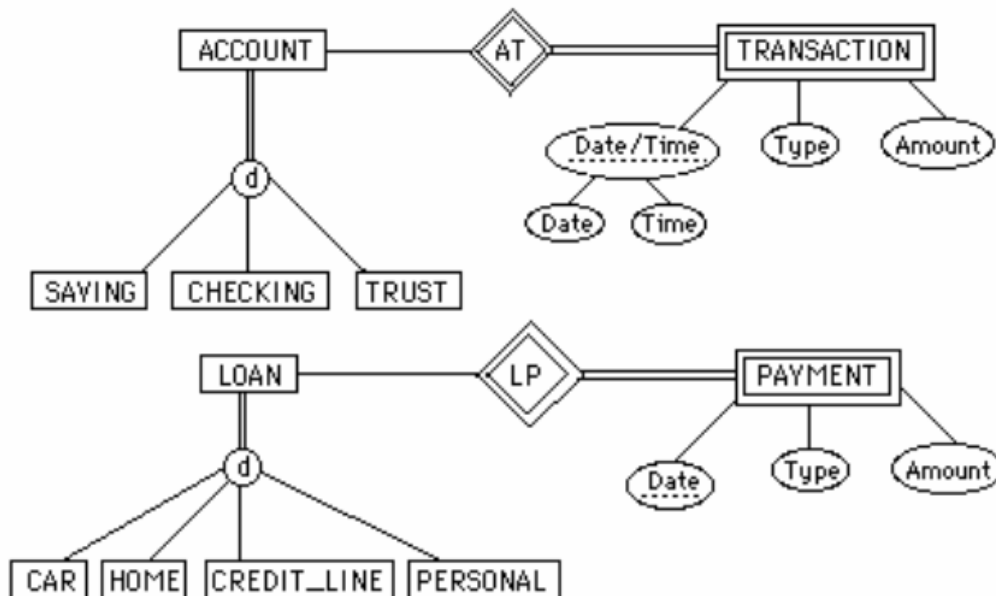 ACCOUNT AT TRANSACTION
Date/Time Type Amount
d
Date Time
SAVING CHECKING TRUST
LOAN LP PAYMENT
d
Date Type Amount
CAR HOME CREDIT_LINE PERSONAL